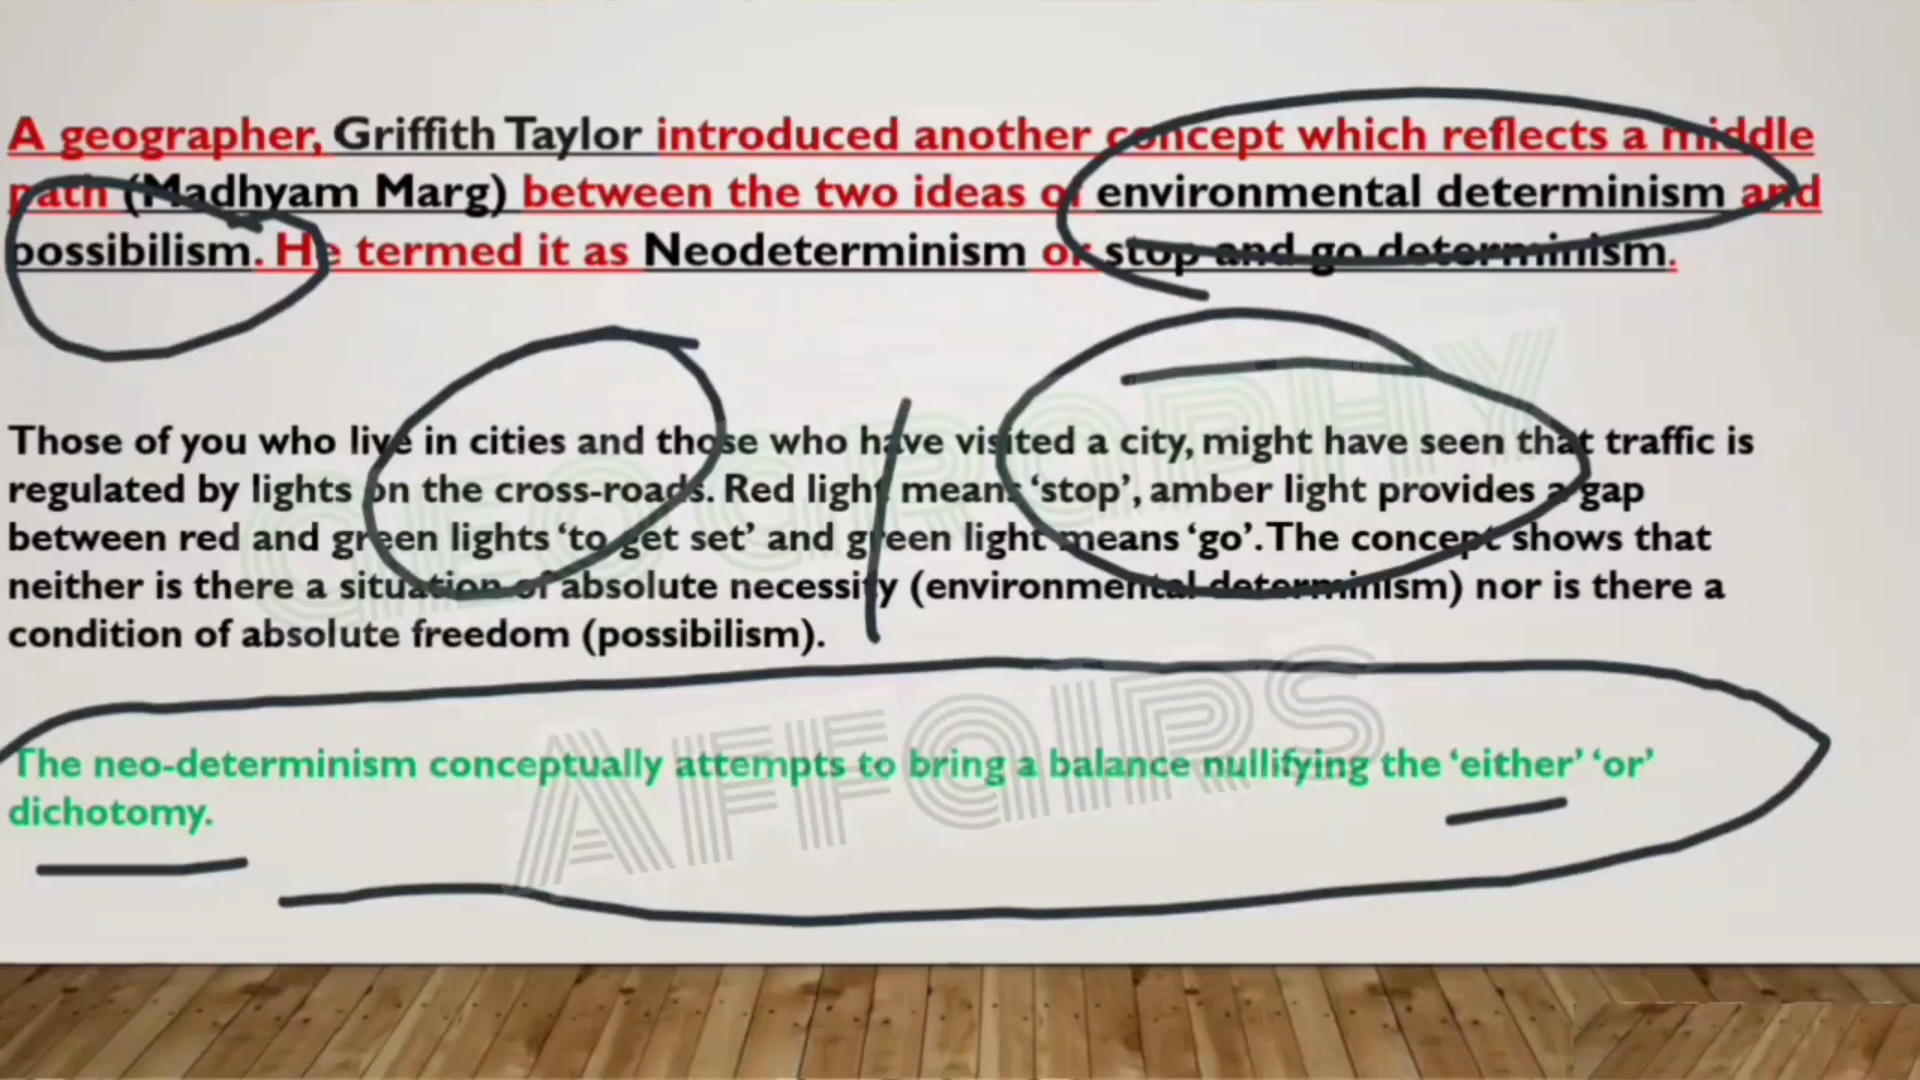 A geographer, Griffith Taylor introduced another concept which reflects a middle
path (Madhyam Marg) between the two ideas of environmental determinism and
possibilism. He termed it as Neodeterminism or stop and go determinism.
Those of you who live in cities and those who have visited a city, might have seen that traffic is
regulated by lights on the cross-roads. Red light means ‘stop’, amber light provides a gap
between red and green lights ‘to get set’ and green light means ‘go’. The concept shows that
neither is there a situation of absolute necessity (environmental determinism) nor is there a
condition of absolute freedom (possibilism).
The neo-determinism conceptually attempts to bring a balance nullifying the ‘either’ ‘or’
dichotomy.
GEOGRAPHY
AFFAIRS